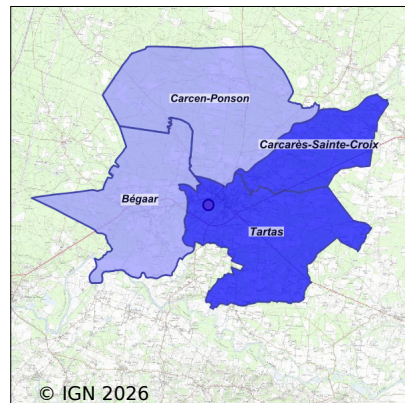 Carcen-Ponson
Carcarès-Sainte-Croix
Bégaar
Tartas
© IGN 2026